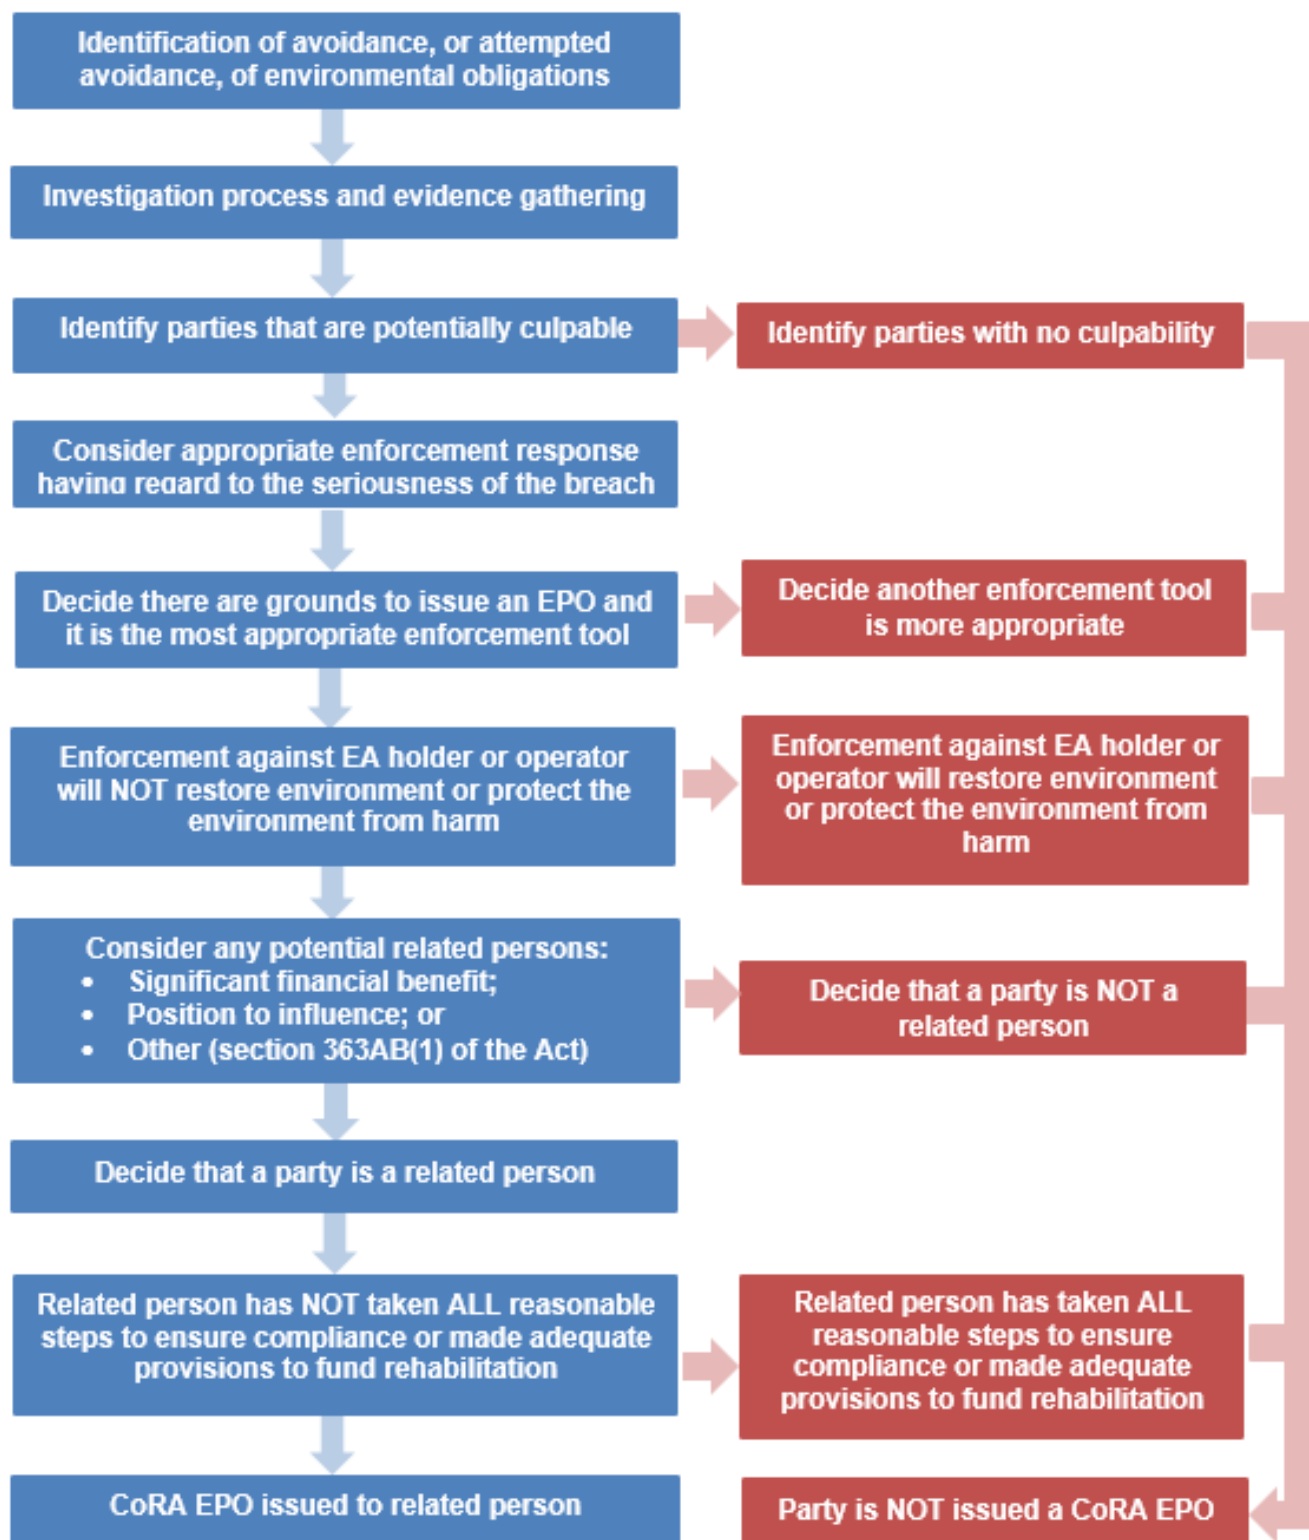 Identification of avoidance, or attempted
avoidance, of environmental obligations
Investigation process and evidence gathering
Identify parties that are potentially culpable
Identify parties with no culpability
Consider appropriate enforcement response
having regard to the seriousness of the breach
Decide there are grounds to issue an EPO and
it is the most appropriate enforcement tool
Decide another enforcement tool
is more appropriate
Enforcement against EA holder or operator
will NOT restore environment or protect the
environment from harm
Enforcement against EA holder or
operator will restore environment
or protect the environment from
harm
Consider any potential related persons:
• Significant financial benefit;
• Position to influence; or
• Other (section 363AB(1) of the Act)
Decide that a party is NOT a
related person
Decide that a party is a related person
Related person has NOT taken ALL reasonable
steps to ensure compliance or made adequate
provisions to fund rehabilitation
Related person has taken ALL
reasonable steps to ensure
compliance or made adequate
provisions to fund rehabilitation
CoRA EPO issued to related person
Party is NOT issued a CoRA EPO